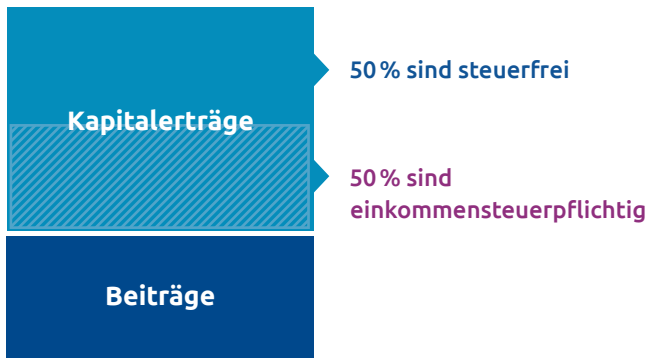 50 % sind steuerfrei
Kapitalerträge
50 % sind
einkommensteuerpflichtig
Beiträge